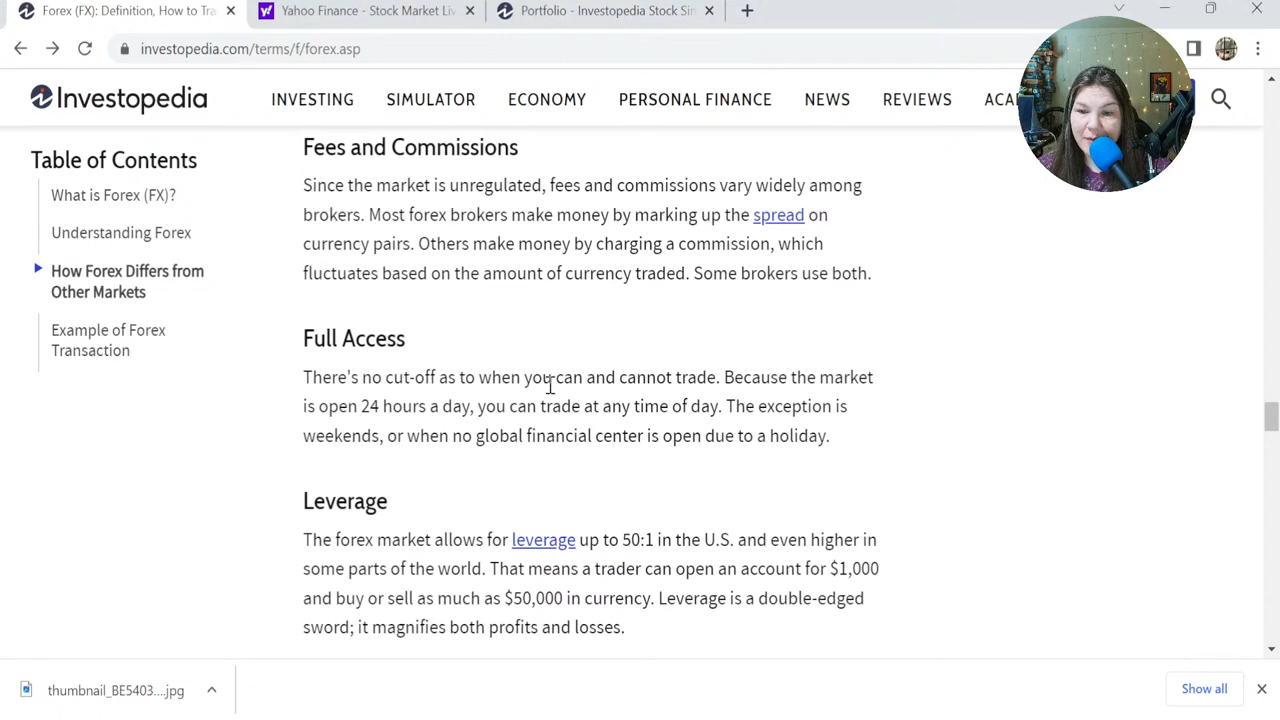 Forex (FX): Definition, How to Tra
Yahoo Finance - Stock Market Liv
Portfolio - Investopedia Stock Sim
investopedia.com/terms/f/forex.asp
Investopedia
INVESTING
SIMULATOR
ECONOMY
PERSONAL FINANCE
NEWS
REVIEWS
ACA
Table of Contents
What is Forex (FX)?
Understanding Forex
How Forex Differs from
Other Markets
Example of Forex
Transaction
Fees and Commissions
Since the market is unregulated, fees and commissions vary widely among
brokers. Most forex brokers make money by marking up the spread on
currency pairs. Others make money by charging a commission, which
fluctuates based on the amount of currency traded. Some brokers use both.
Full Access
There's no cut-off as to when you can and cannot trade. Because the market
is open 24 hours a day, you can trade at any time of day. The exception is
weekends, or when no global financial center is open due to a holiday.
Leverage
The forex market allows for leverage up to 50:1 in the U.S. and even higher in
some parts of the world. That means a trader can open an account for $1,000
and buy or sell as much as $50,000 in currency. Leverage is a double-edged
sword; it magnifies both profits and losses.
thumbnail_BE5403....jpg
Show all